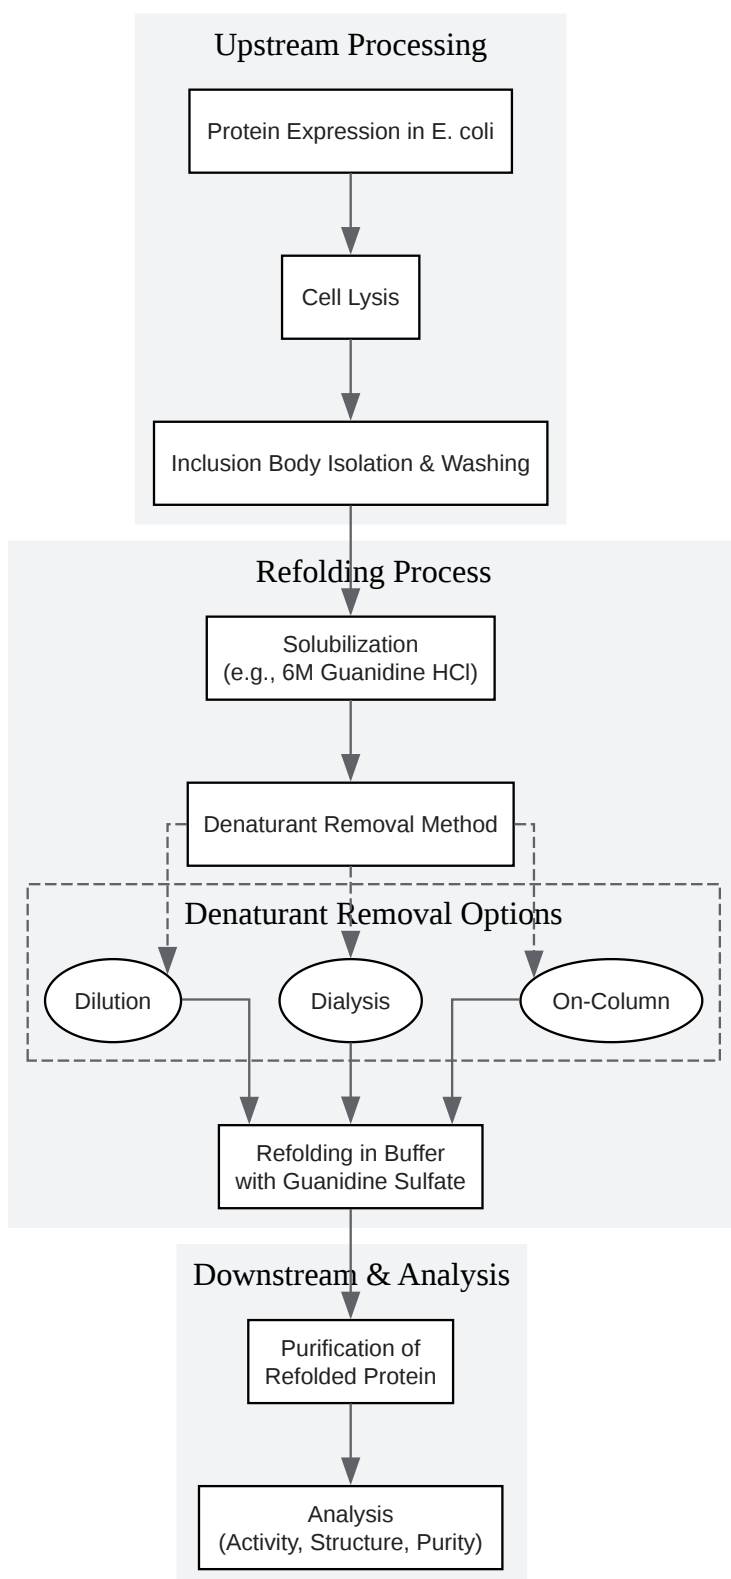 Upstream Processing
Protein Expression in E. coli
Cell Lysis
Inclusion Body Isolation & Washing
Refolding Process
Solubilization
(e.g., 6M Guanidine HCl)
Denaturant Removal Method
Denaturant Removal Options
Dilution
Dialysis
On-Column
Refolding in Buffer
with Guanidine Sulfate
Downstream & Analysis
Purification of
Refolded Protein
Analysis
(Activity, Structure, Purity)